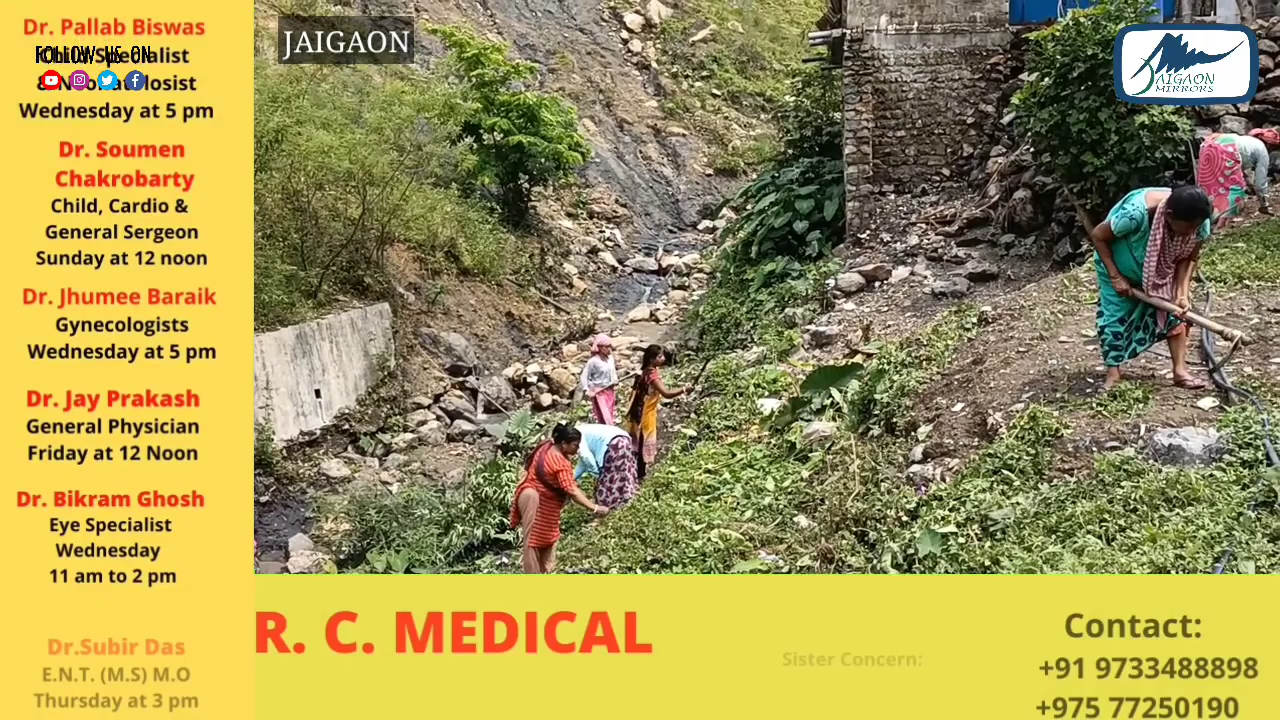 Dr. Pallab Biswas
FOLLOW US ON
Child Specialist
Wednesday at 5 pm
Dr. Soumen
Chakrobarty
Child, Cardio &
General Sergeon
Sunday at 12 noon
Dr. Jhumee Baraik
Gynecologists
Wednesday at 5 pm
Dr. Jay Prakash
General Physician
Friday at 12 Noon
Dr. Bikram Ghosh
Eye Specialist
Wednesday
11 am to 2 pm
Dr.Subir Das
E.N.T. (M.S) M.O
Thursday at 3 pm
JAIGAON
JAIGAON
MIRRORS
R. C. MEDICAL
Sister Concern:
Contact:
+91 9733488898
+975 77250190